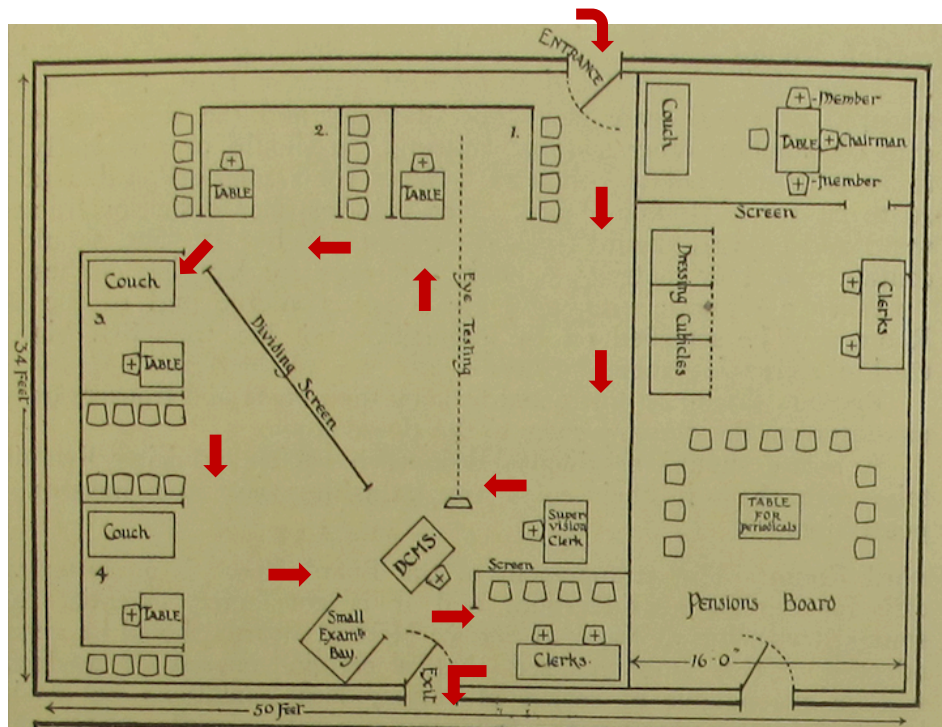 ENTRANCE
Couch
-Member
TABLE
Chairman
-Member
Screen
1.
2.
TABLE
TABLE
Couch
3.
TABLE
Dividing Screen
Eye Testing
Dressing Cubicles
Clerks
34 Feet
Couch
4
TABLE
DCMS.
Super-
vision
Clerk
Screen
Small
Exam.
Bay.
Exit
Clerks.
TABLE
FOR
Periodicals
Pensions Board
16-0"
50 Feet